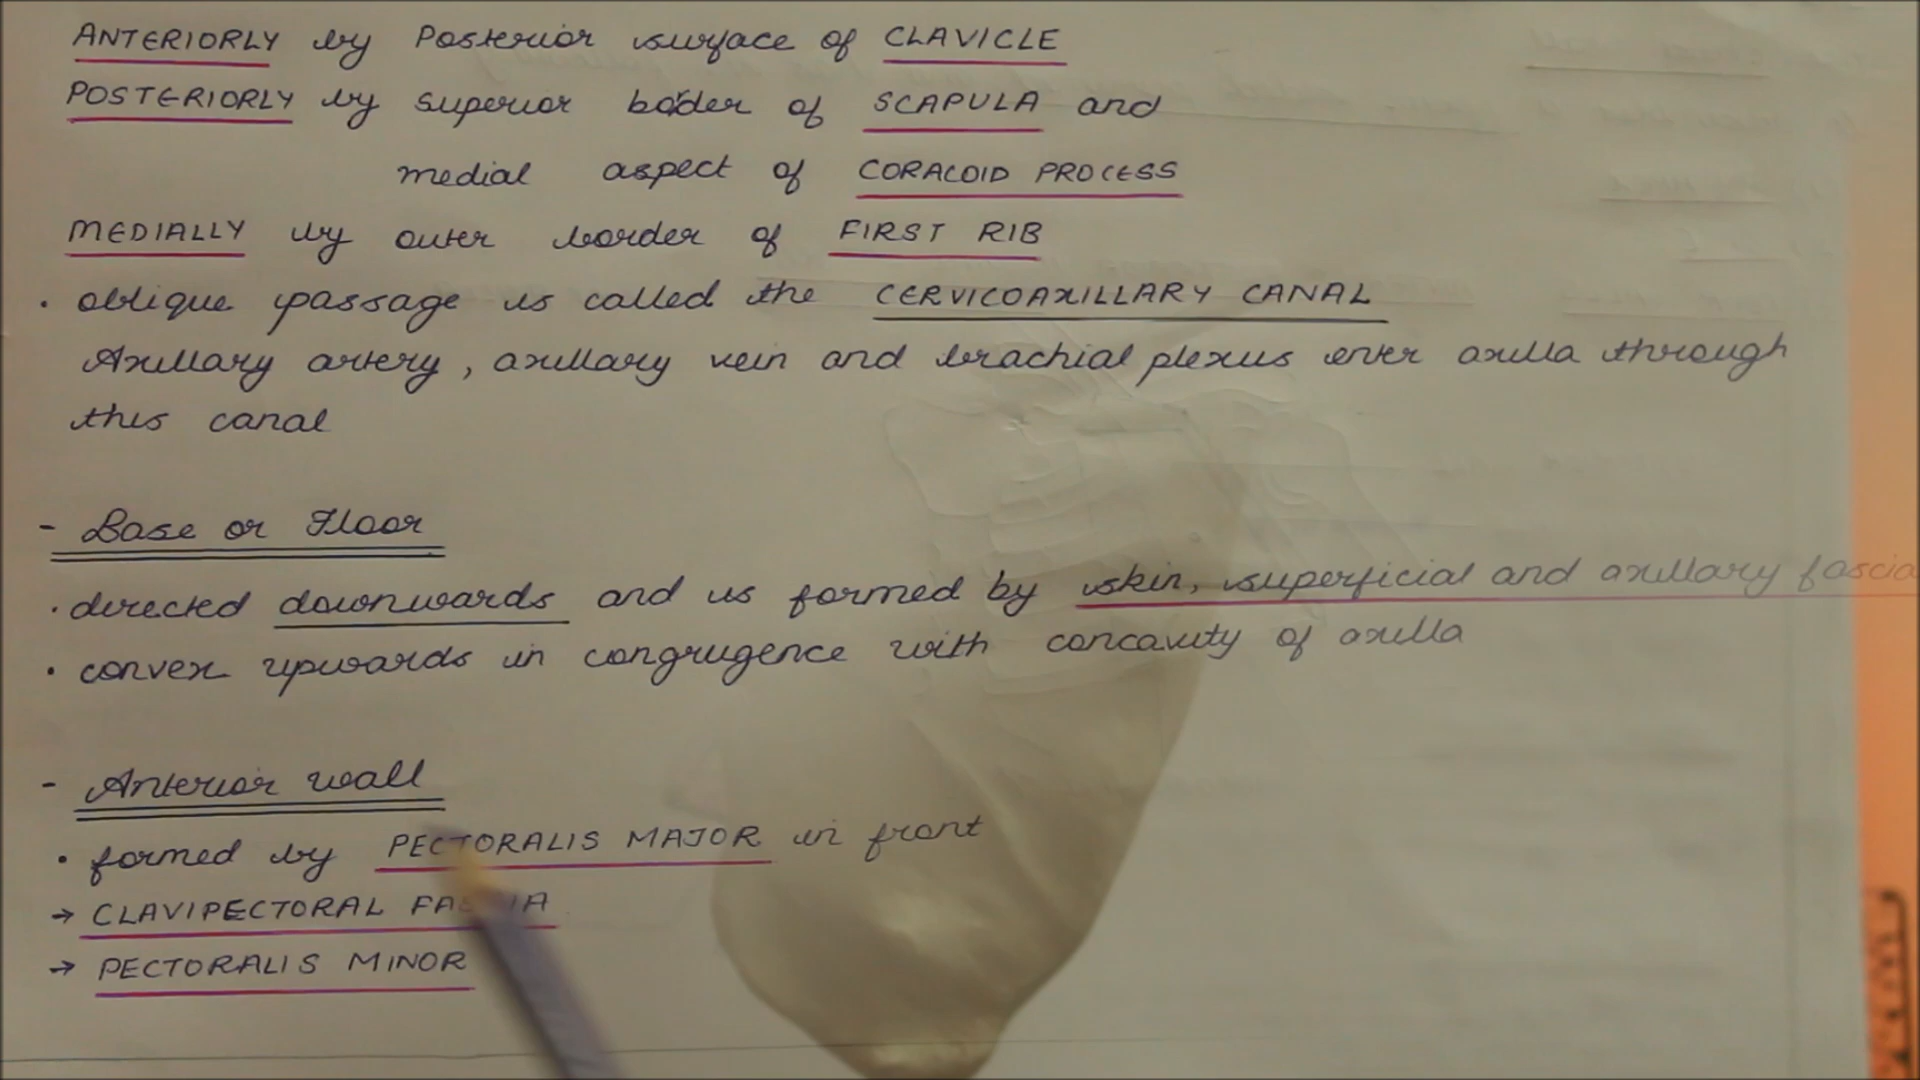 ANTERIORLY by Posterior surface of CLAVICLE
POSTERIORLY by superior boder of SCAPULA and
medial aspect of CORACOID PROCESS
MEDIALLY by outer border of FIRST RIB
• oblique passage is called the CERVICOAXILLARY CANAL
Axillary artery, axillary vein and brachial plexus enter axilla through
this canal
- Base or Floor
• directed downwards and is formed by skin, superficial and axillary fascia
• convex upwards in congrugence with concavity of axilla
- Anterior wall
• formed by PECTORALIS MAJOR in front
→ CLAVIPECTORAL
→ PECTORALIS MINOR